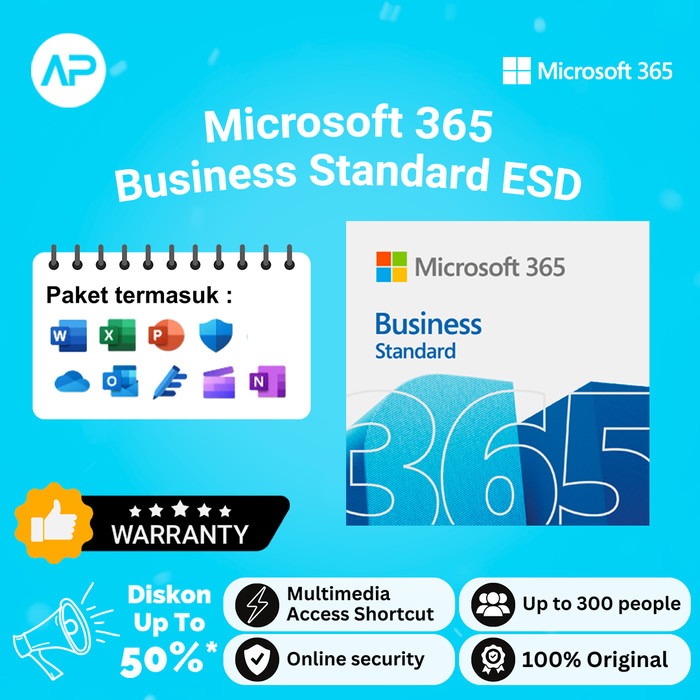 AP
Microsoft 365
Microsoft 365
Business Standard ESD
Paket termasuk :
W X P
O N
Microsoft 365
Business
Standard
365
WARRANTY
Diskon
Up To
50%*
Multimedia
Access Shortcut
Up to 300 people
Online security
100% Original